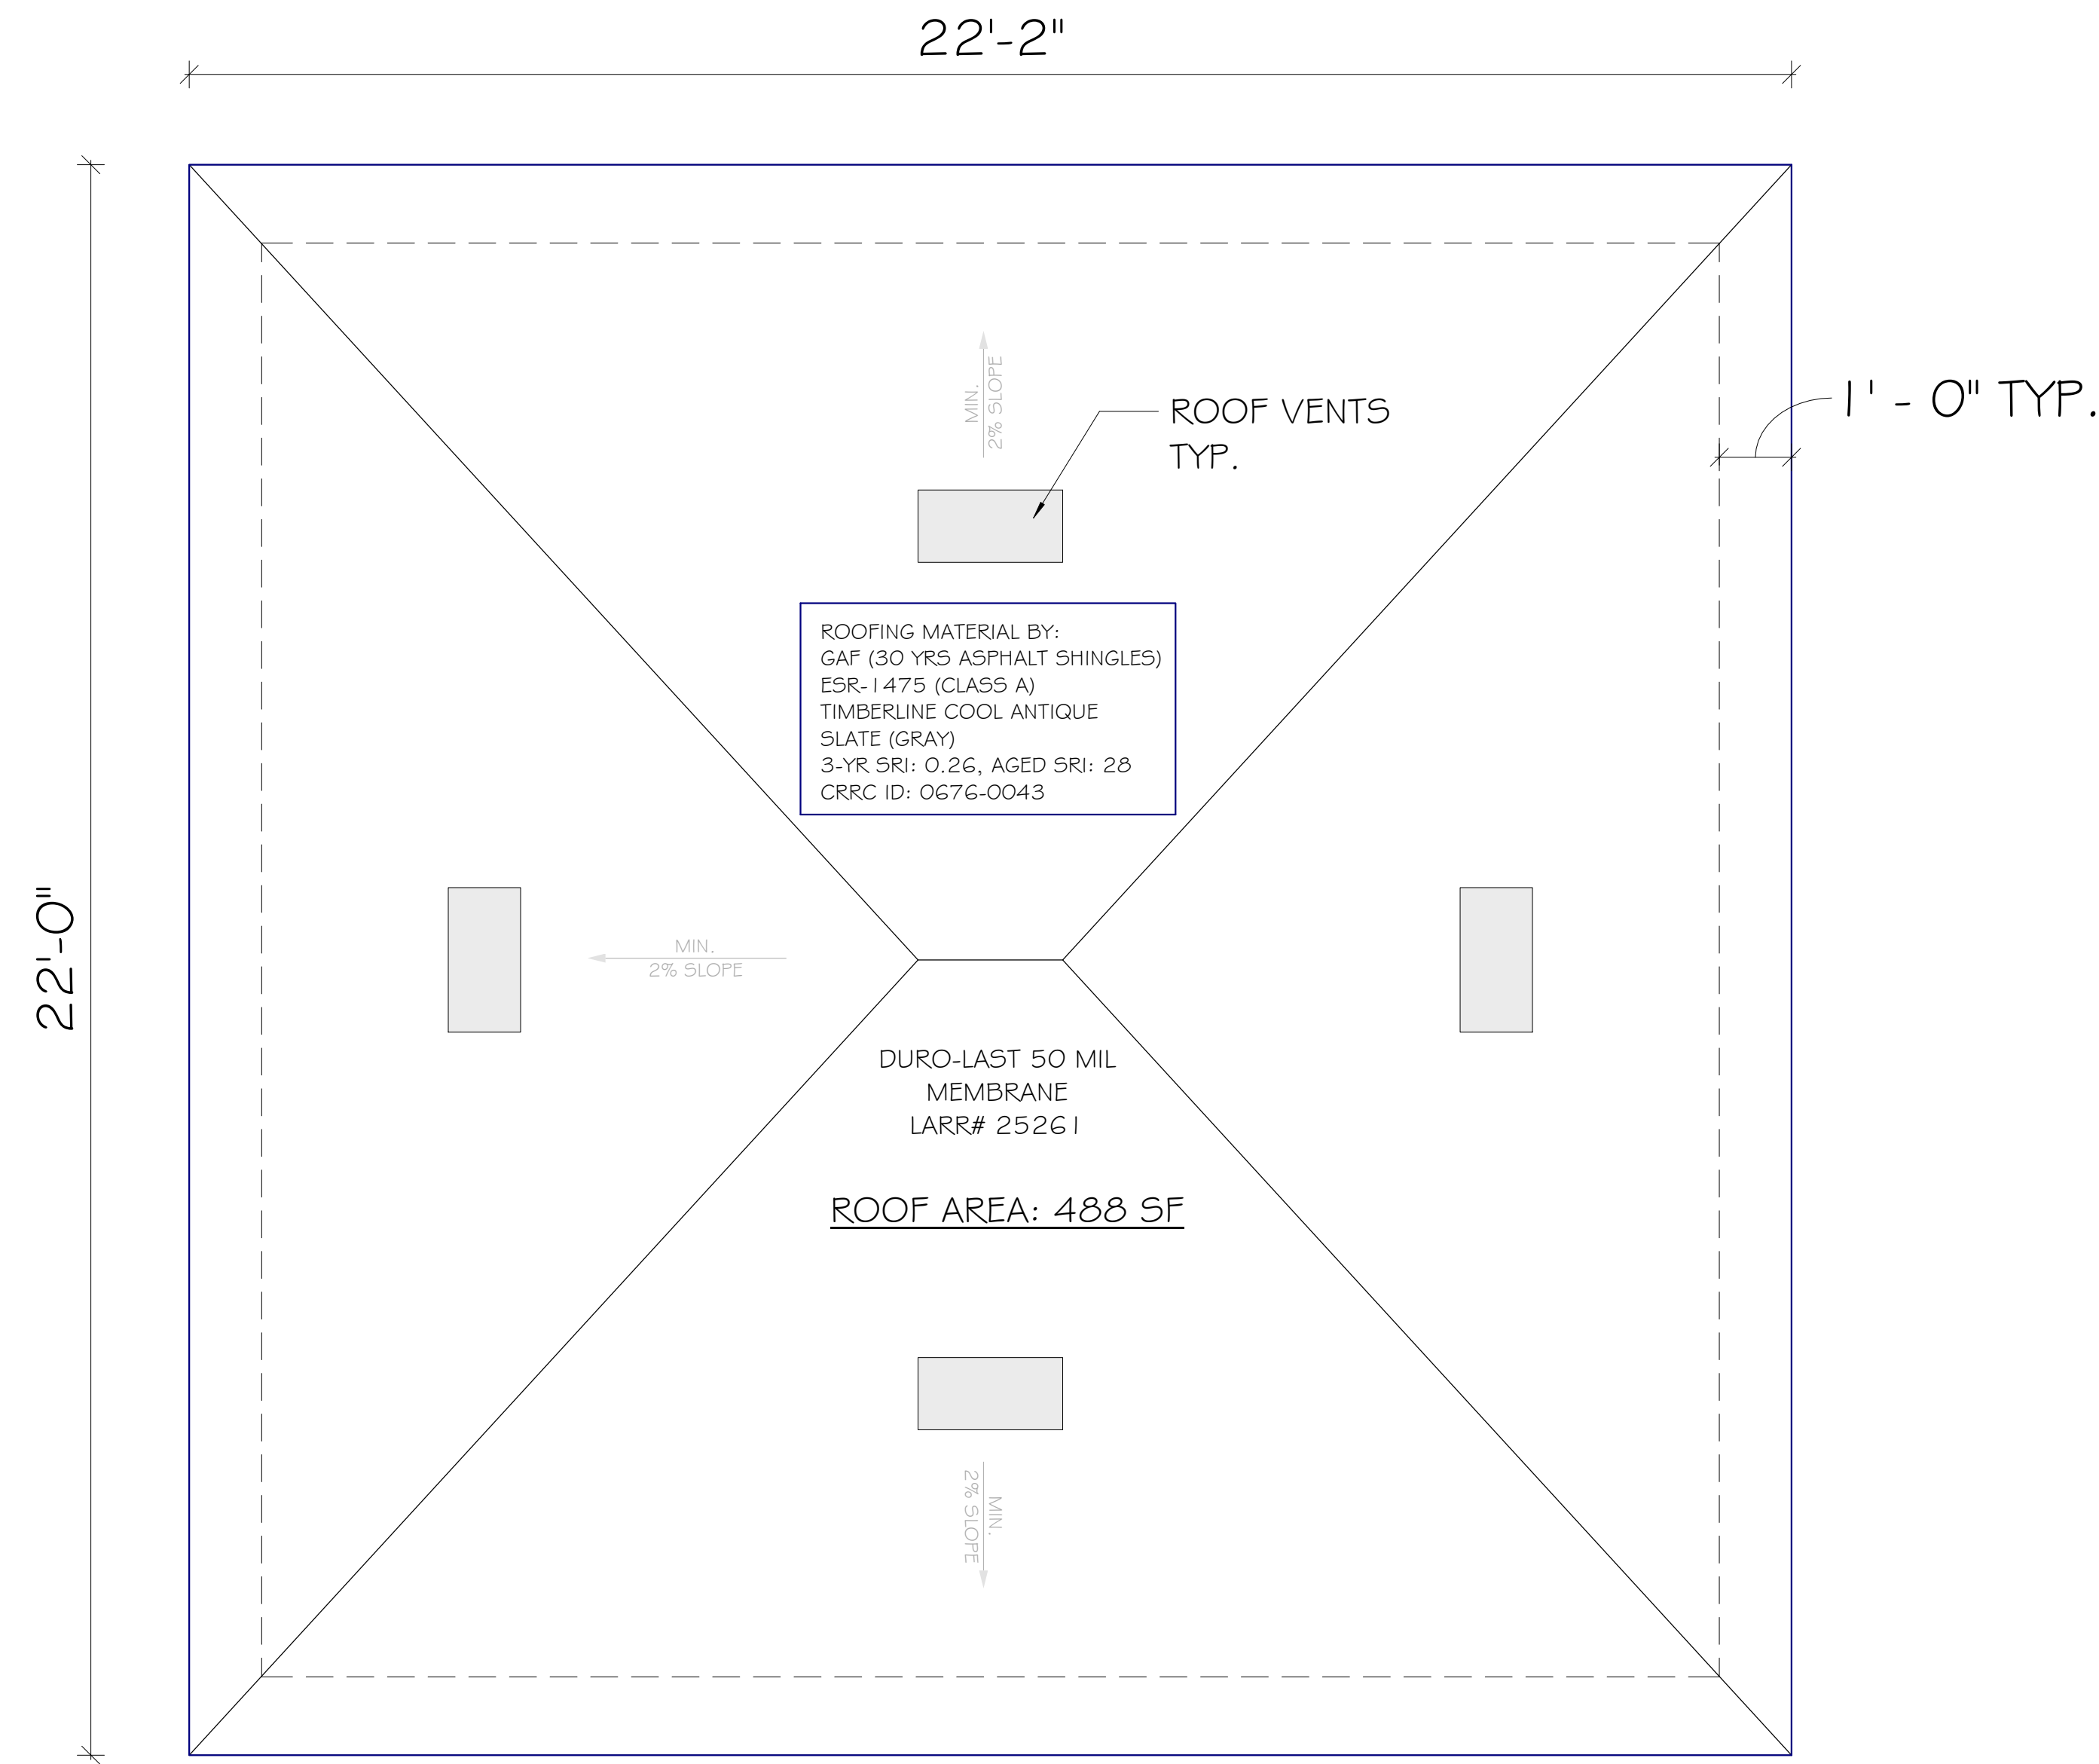 22'-2"
1' - 0" TYP.
MIN.
2% SLOPE
ROOF VENTS
TYP.
ROOFING MATERIAL BY:
GAF (30 YRS ASPHALT SHINGLES)
ESR-1475 (CLASS A)
TIMBERLINE COOL ANTIQUE
SLATE (GRAY)
3-YR SRI: 0.26, AGED SRI: 28
CRRC ID: 0676-0043
22'-0"
MIN.
2% SLOPE
DURO-LAST 50 MIL
MEMBRANE
LARR# 25261
ROOF AREA: 488 SF
MIN.
2% SLOPE